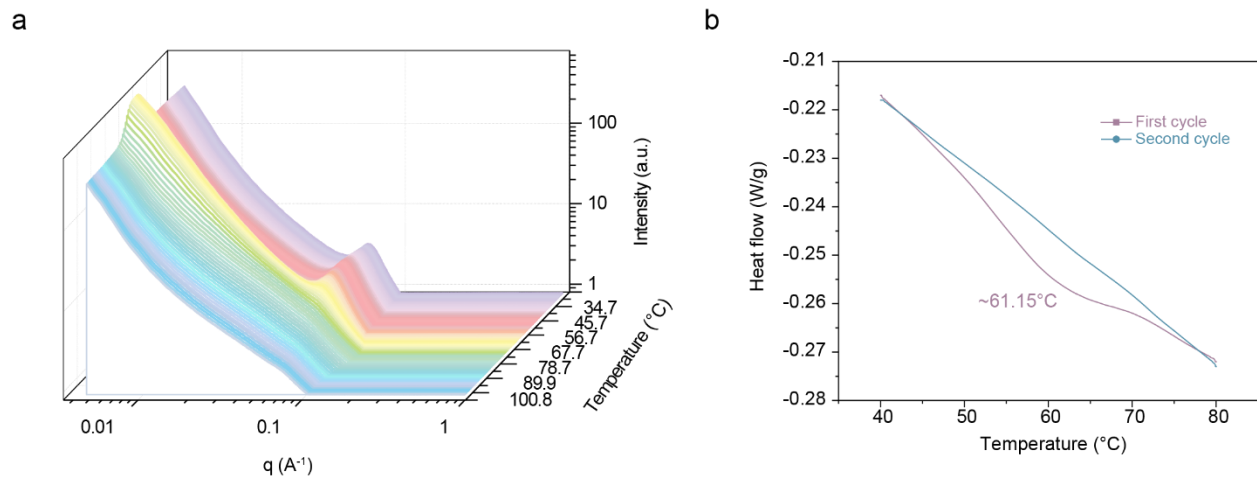 a
100
10
1
Intensity (a.u.)
34.7
45.7
56.7
67.7
78.7
89.9
100.8
Temperature (°C)
0.01
0.1
1
q (A⁻¹)
b
-0.21
-0.22
-0.23
-0.24
-0.25
-0.26
-0.27
-0.28
Heat flow (W/g)
First cycle
Second cycle
~61.15°C
40
50
60
70
80
Temperature (°C)